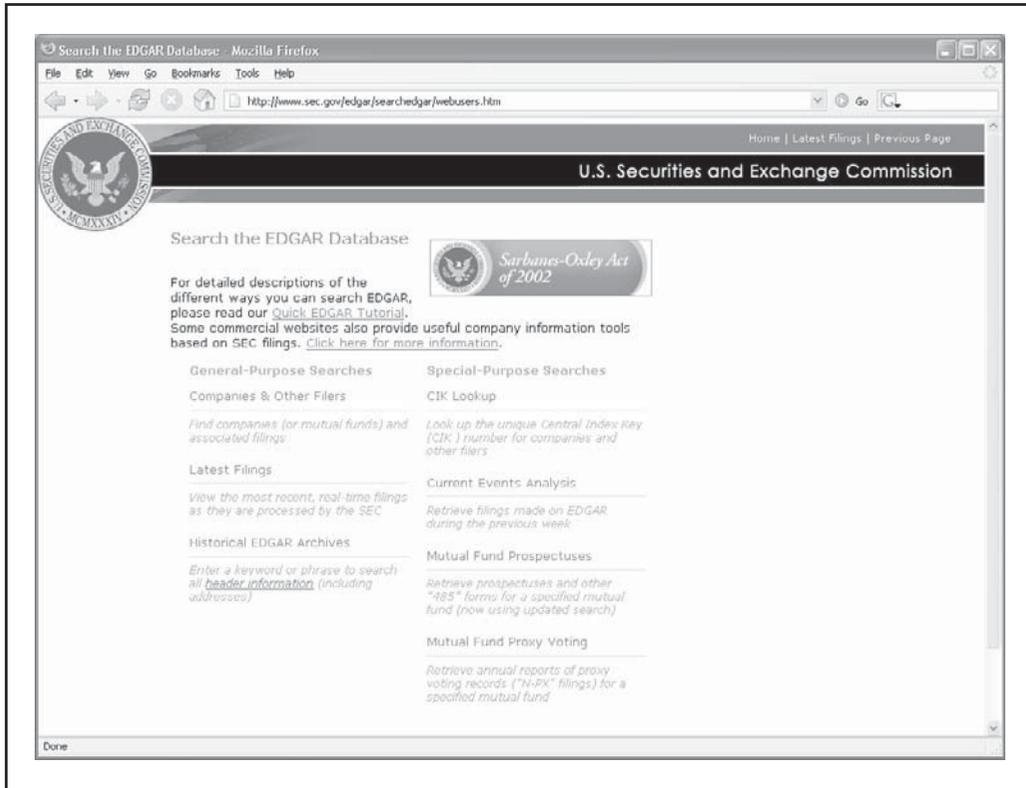 Search the EDGAR Database - Mozilla Firefox
File Edit View Go Bookmarks Tools Help
http://www.sec.gov/edgar/searchedgar/webusers.htm
Go
G
Home | Latest Filings | Previous Page
U.S. Securities and Exchange Commission
U.S. SECURITIES AND EXCHANGE COMMISSION
MCMXXXIV
Search the EDGAR Database
Sarbanes-Oxley Act
of 2002
For detailed descriptions of the
different ways you can search EDGAR,
please read our Quick EDGAR Tutorial.
Some commercial websites also provide useful company information tools
based on SEC filings. Click here for more information.
General-Purpose Searches
Companies & Other Filers
Find companies (or mutual funds) and
associated filings
Latest Filings
View the most recent, real-time filings
as they are processed by the SEC
Historical EDGAR Archives
Enter a keyword or phrase to search
all header information (including
addresses)
Special-Purpose Searches
CIK Lookup
Look up the unique Central Index Key
(CIK ) number for companies and
other filers
Current Events Analysis
Retrieve filings made on EDGAR
during the previous week
Mutual Fund Prospectuses
Retrieve prospectuses and other
"485" forms for a specified mutual
fund (now using updated search)
Mutual Fund Proxy Voting
Retrieve annual reports of proxy
voting records ("N-PX" filings) for a
specified mutual fund
Done